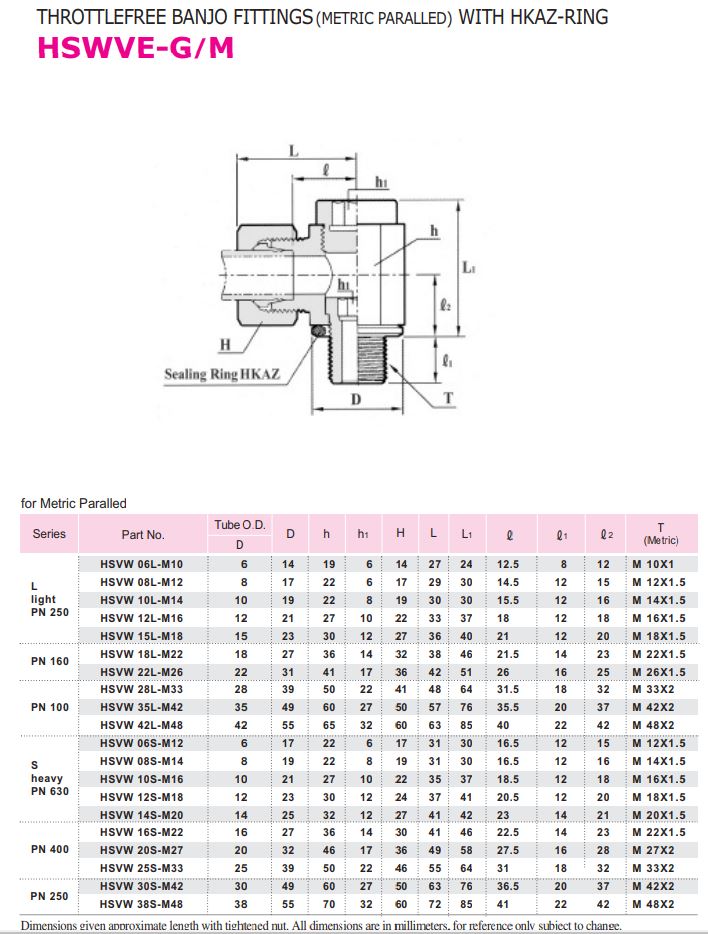 THROTTLEFREE BANJO FITTINGS (METRIC PARALLED) WITH HKAZ-RING
HSWVE-G/M
L
ℓ
h1
h
L1
h1
ℓ2
H
ℓ1
Sealing Ring HKAZ
D
T
for Metric Paralled
Series Part No. Tube O.D. D D h h1 H L L1 ℓ ℓ1 ℓ2 T (Metric)
L light PN 250
HSVW 06L-M10 6 14 19 6 14 27 24 12.5 8 12 M 10X1
HSVW 08L-M12 8 17 22 6 17 29 30 14.5 12 15 M 12X1.5
HSVW 10L-M14 10 19 22 8 19 30 30 15.5 12 16 M 14X1.5
HSVW 12L-M16 12 21 27 10 22 33 37 18 12 18 M 16X1.5
HSVW 15L-M18 15 23 30 12 27 36 40 21 12 20 M 18X1.5
PN 160
HSVW 18L-M22 18 27 36 14 32 38 46 21.5 14 23 M 22X1.5
HSVW 22L-M26 22 31 41 17 36 42 51 26 16 25 M 26X1.5
PN 100
HSVW 28L-M33 28 39 50 22 41 48 64 31.5 18 32 M 33X2
HSVW 35L-M42 35 49 60 27 50 57 76 35.5 20 37 M 42X2
HSVW 42L-M48 42 55 65 32 60 63 85 40 22 42 M 48X2
S heavy PN 630
HSVW 06S-M12 6 17 22 6 17 31 30 16.5 12 15 M 12X1.5
HSVW 08S-M14 8 19 22 8 19 31 30 16.5 12 16 M 14X1.5
HSVW 10S-M16 10 21 27 10 22 35 37 18.5 12 18 M 16X1.5
HSVW 12S-M18 12 23 30 12 24 37 41 20.5 12 20 M 18X1.5
HSVW 14S-M20 14 25 32 12 27 41 42 23 14 21 M 20X1.5
PN 400
HSVW 16S-M22 16 27 36 14 30 41 46 22.5 14 23 M 22X1.5
HSVW 20S-M27 20 32 46 17 36 49 58 27.5 16 28 M 27X2
HSVW 25S-M33 25 39 50 22 46 55 64 31 18 32 M 33X2
PN 250
HSVW 30S-M42 30 49 60 27 50 63 76 36.5 20 37 M 42X2
HSVW 38S-M48 38 55 70 32 60 72 85 41 22 42 M 48X2
Dimensions given approximate length with tightened nut. All dimensions are in millimeters, for reference only subject to change.